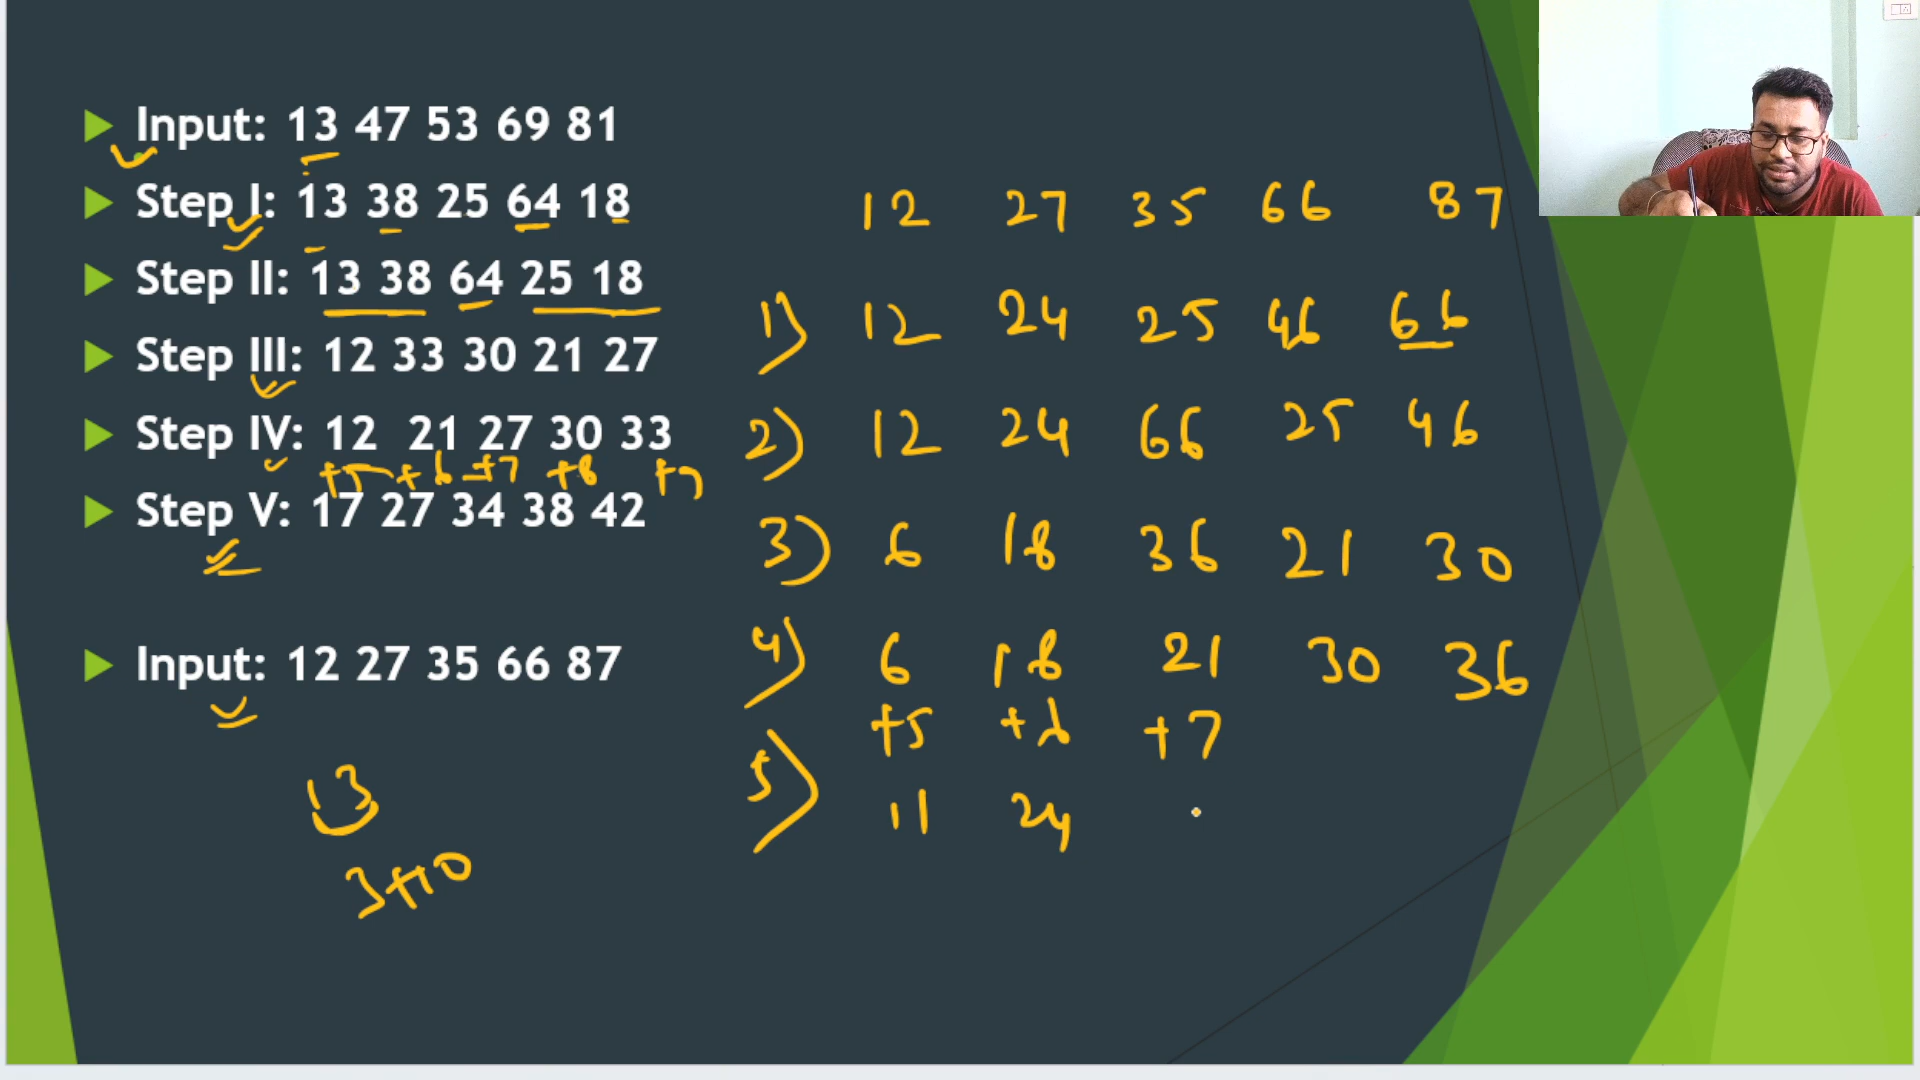 Input: 13 47 53 69 81
Step I: 13 38 25 64 18
Step II: 13 38 64 25 18
Step III: 12 33 30 21 27
Step IV: 12 21 27 30 33
+5 +6 +7 +8 +9
Step V: 17 27 34 38 42
Input: 12 27 35 66 87
13
3+10
12 27 35 66 87
1) 12 24 25 46 66
2) 12 24 66 25 46
3) 6 18 36 21 30
4) 6 18 21 30 36
+5 +6 +7
5) 11 24